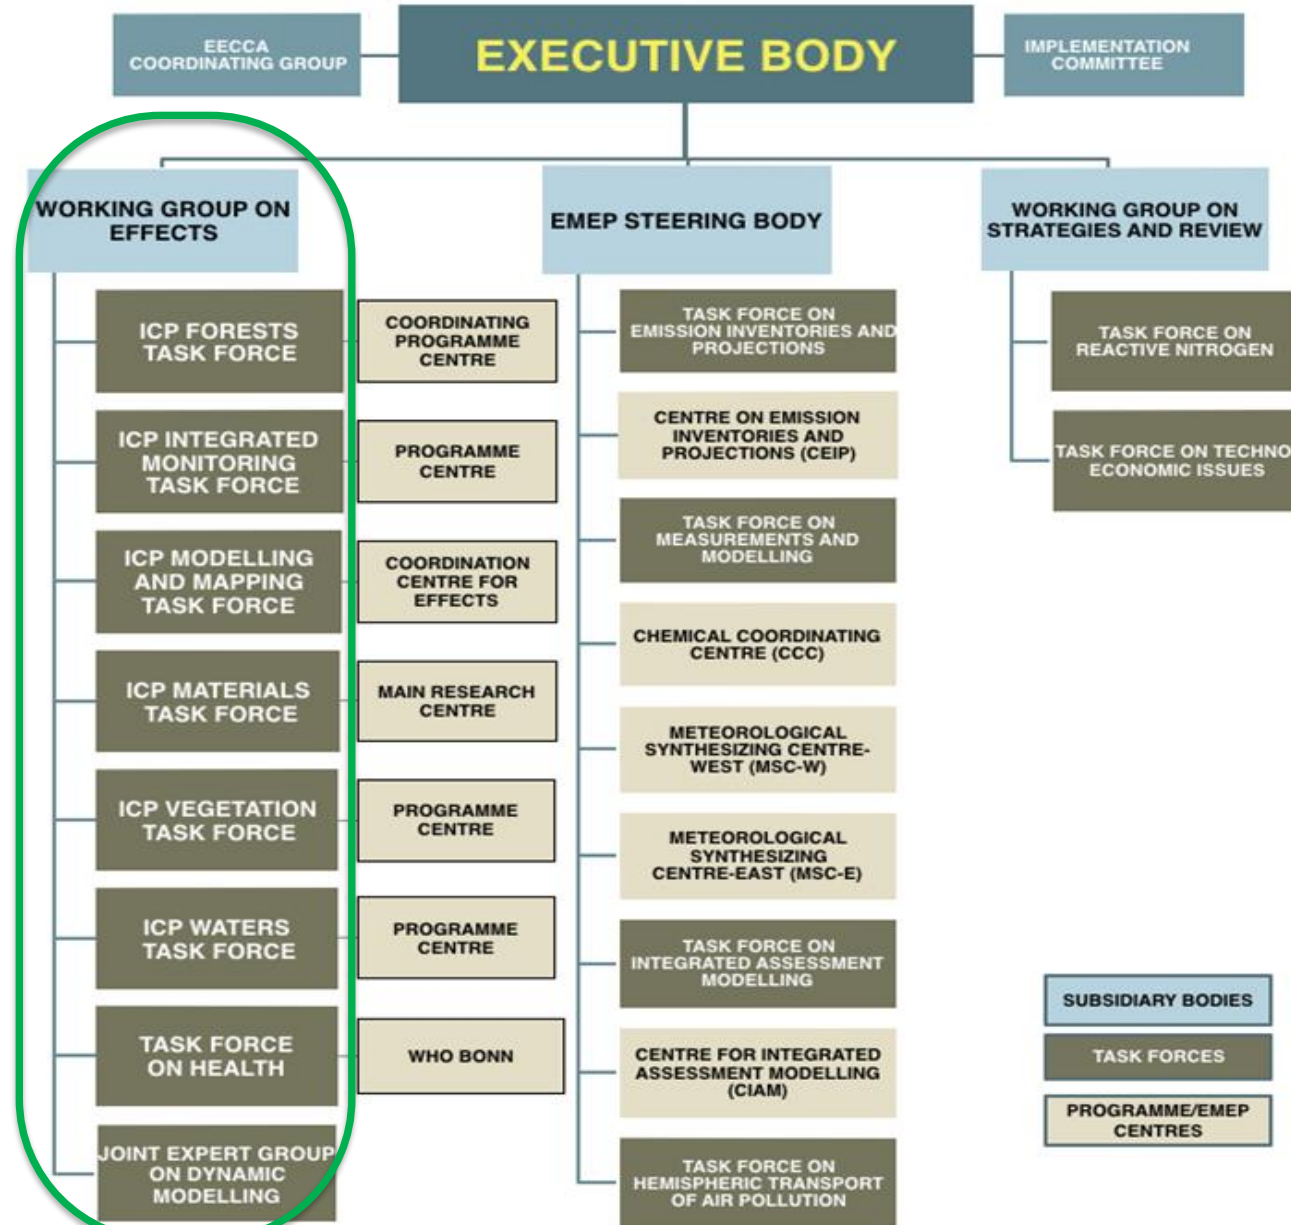 EECCA
COORDINATING GROUP
EXECUTIVE BODY
IMPLEMENTATION
COMMITTEE
WORKING GROUP ON
EFFECTS
EMEP STEERING BODY
WORKING GROUP ON
STRATEGIES AND REVIEW
ICP FORESTS
TASK FORCE
COORDINATING
PROGRAMME
CENTRE
ICP INTEGRATED
MONITORING
TASK FORCE
PROGRAMME
CENTRE
ICP MODELLING
AND MAPPING
TASK FORCE
COORDINATION
CENTRE FOR
EFFECTS
ICP MATERIALS
TASK FORCE
MAIN RESEARCH
CENTRE
ICP VEGETATION
TASK FORCE
PROGRAMME
CENTRE
ICP WATERS
TASK FORCE
PROGRAMME
CENTRE
TASK FORCE
ON HEALTH
WHO BONN
JOINT EXPERT GROUP
ON DYNAMIC
MODELLING
TASK FORCE ON
EMISSION INVENTORIES AND
PROJECTIONS
CENTRE ON EMISSION
INVENTORIES AND
PROJECTIONS (CEIP)
TASK FORCE ON
MEASUREMENTS AND
MODELLING
CHEMICAL COORDINATING
CENTRE (CCC)
METEOROLOGICAL
SYNTHESIZING CENTRE-
WEST (MSC-W)
METEOROLOGICAL
SYNTHESIZING
CENTRE-EAST (MSC-E)
TASK FORCE ON
INTEGRATED ASSESSMENT
MODELLING
CENTRE FOR INTEGRATED
ASSESSMENT MODELLING
(CIAM)
TASK FORCE ON
HEMISPHERIC TRANSPORT
OF AIR POLLUTION
TASK FORCE ON
REACTIVE NITROGEN
TASK FORCE ON TECHNO
ECONOMIC ISSUES
SUBSIDIARY BODIES
TASK FORCES
PROGRAMME/EMEP
CENTRES